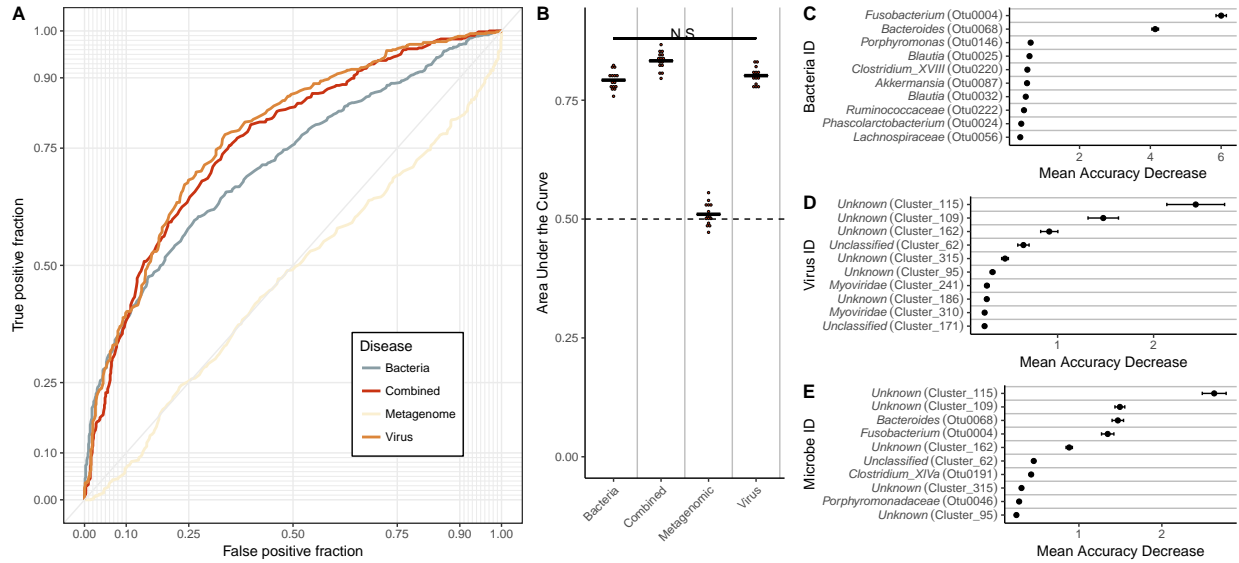 A
True positive fraction
1.00
0.90
0.75
0.50
0.25
0.10
0.00
0.00
0.10
0.25
0.50
0.75
0.90
1.00
False positive fraction
Disease
Bacteria
Combined
Metagenome
Virus
B
Area Under the Curve
N.S.
0.75
0.50
0.25
0.00
Bacteria
Combined
Metagenomic
Virus
C
Bacteria ID
Fusobacterium (Otu0004)
Bacteroides (Otu0068)
Porphyromonas (Otu0146)
Blautia (Otu0025)
Clostridium_XVIII (Otu0220)
Akkermansia (Otu0087)
Blautia (Otu0032)
Ruminococcaceae (Otu0222)
Phascolarctobacterium (Otu0024)
Lachnospiraceae (Otu0056)
2
4
6
Mean Accuracy Decrease
D
Virus ID
Unknown (Cluster_115)
Unknown (Cluster_109)
Unknown (Cluster_162)
Unclassified (Cluster_62)
Unknown (Cluster_315)
Unknown (Cluster_95)
Myoviridae (Cluster_241)
Unknown (Cluster_186)
Myoviridae (Cluster_310)
Unclassified (Cluster_171)
1
2
Mean Accuracy Decrease
E
Microbe ID
Unknown (Cluster_115)
Unknown (Cluster_109)
Bacteroides (Otu0068)
Fusobacterium (Otu0004)
Unknown (Cluster_162)
Unclassified (Cluster_62)
Clostridium_XIVa (Otu0191)
Unknown (Cluster_315)
Porphyromonadaceae (Otu0046)
Unknown (Cluster_95)
1
2
Mean Accuracy Decrease